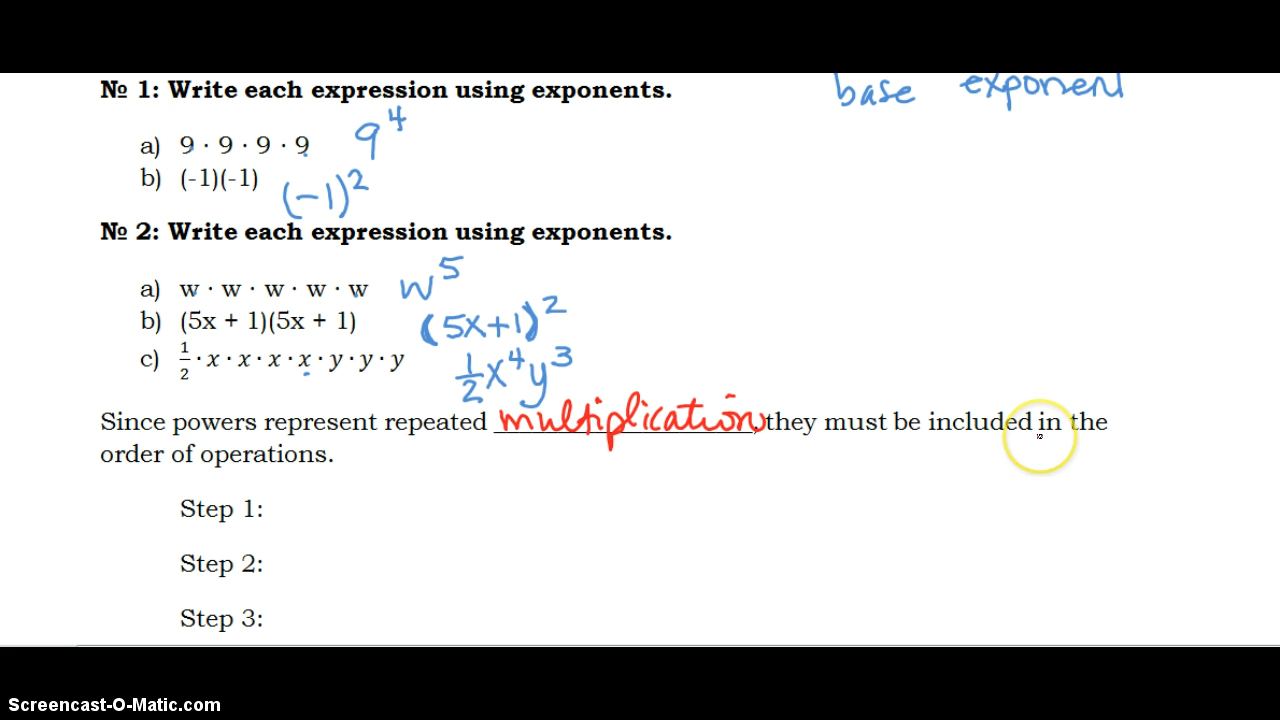 base exponent
№ 1: Write each expression using exponents.
a) 9 · 9 · 9 · 9 9⁴
b) (-1)(-1) (-1)²
№ 2: Write each expression using exponents.
a) w · w · w · w · w w⁵
b) (5x + 1)(5x + 1) (5x+1)²
c) 1/2 · x · x · x · x · y · y · y 1/2 x⁴y³
Since powers represent repeated multiplication, they must be included in the
order of operations.
Step 1:
Step 2:
Step 3:
Screencast-O-Matic.com